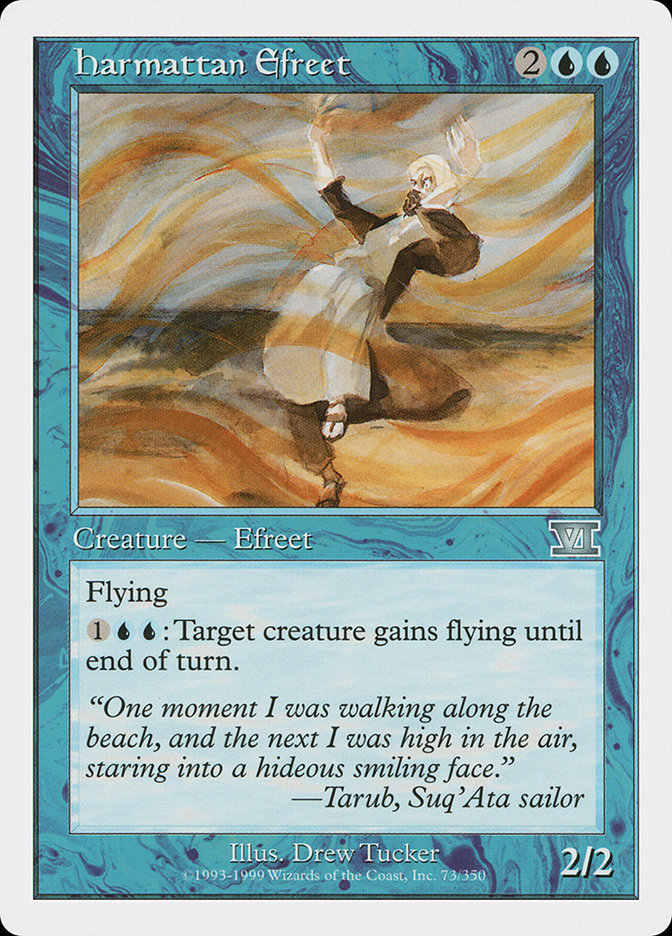 Harmattan Efreet 2
Creature — Efreet VI
Flying
1 : Target creature gains flying until
end of turn.
“One moment I was walking along the
beach, and the next I was high in the air,
staring into a hideous smiling face.”
—Tarub, Suq’Ata sailor
Illus. Drew Tucker
©1993-1999 Wizards of the Coast, Inc. 73/350
2/2